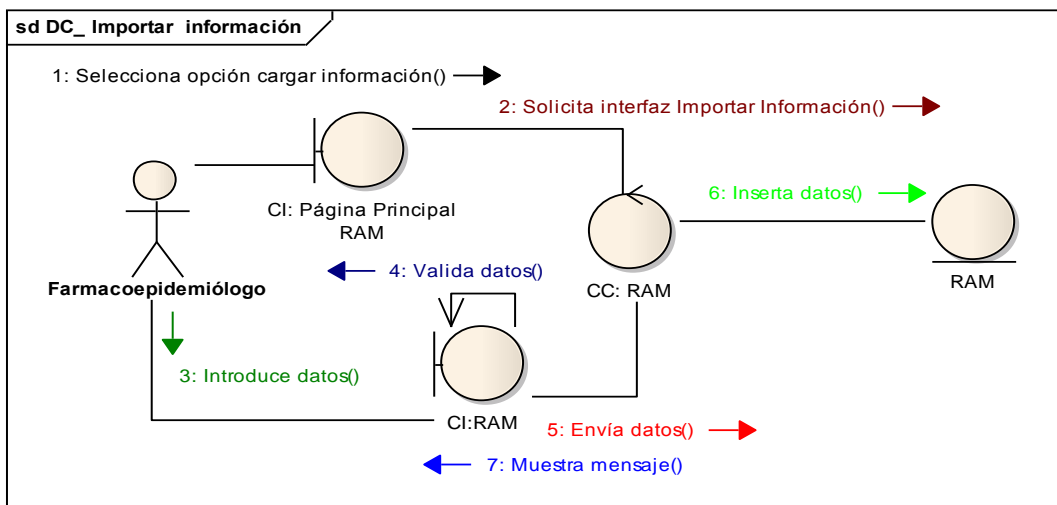 sd DC_ Importar información
1: Selecciona opción cargar información()
2: Solicita interfaz Importar Información()
6: Inserta datos()
CI: Página Principal
RAM
4: Valida datos()
Farmacoepidemiólogo
CC: RAM
RAM
3: Introduce datos()
CI:RAM
5: Envía datos()
7: Muestra mensaje()